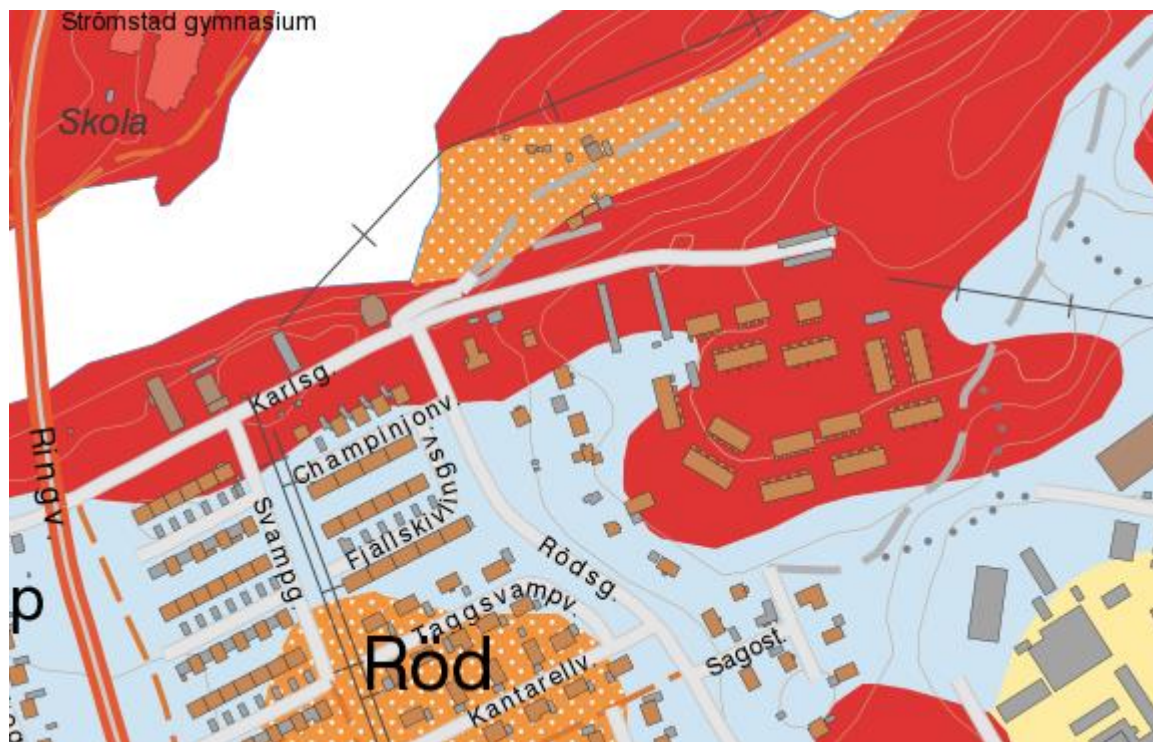 Strömstad gymnasium
Skola
Karlsg.
Ringv.
Champinjonv.
Svampg.
Fjällskivlingsv.
Rödsg.
p
Taggsvampv.
Röd
Sagost.
Kantarellv.